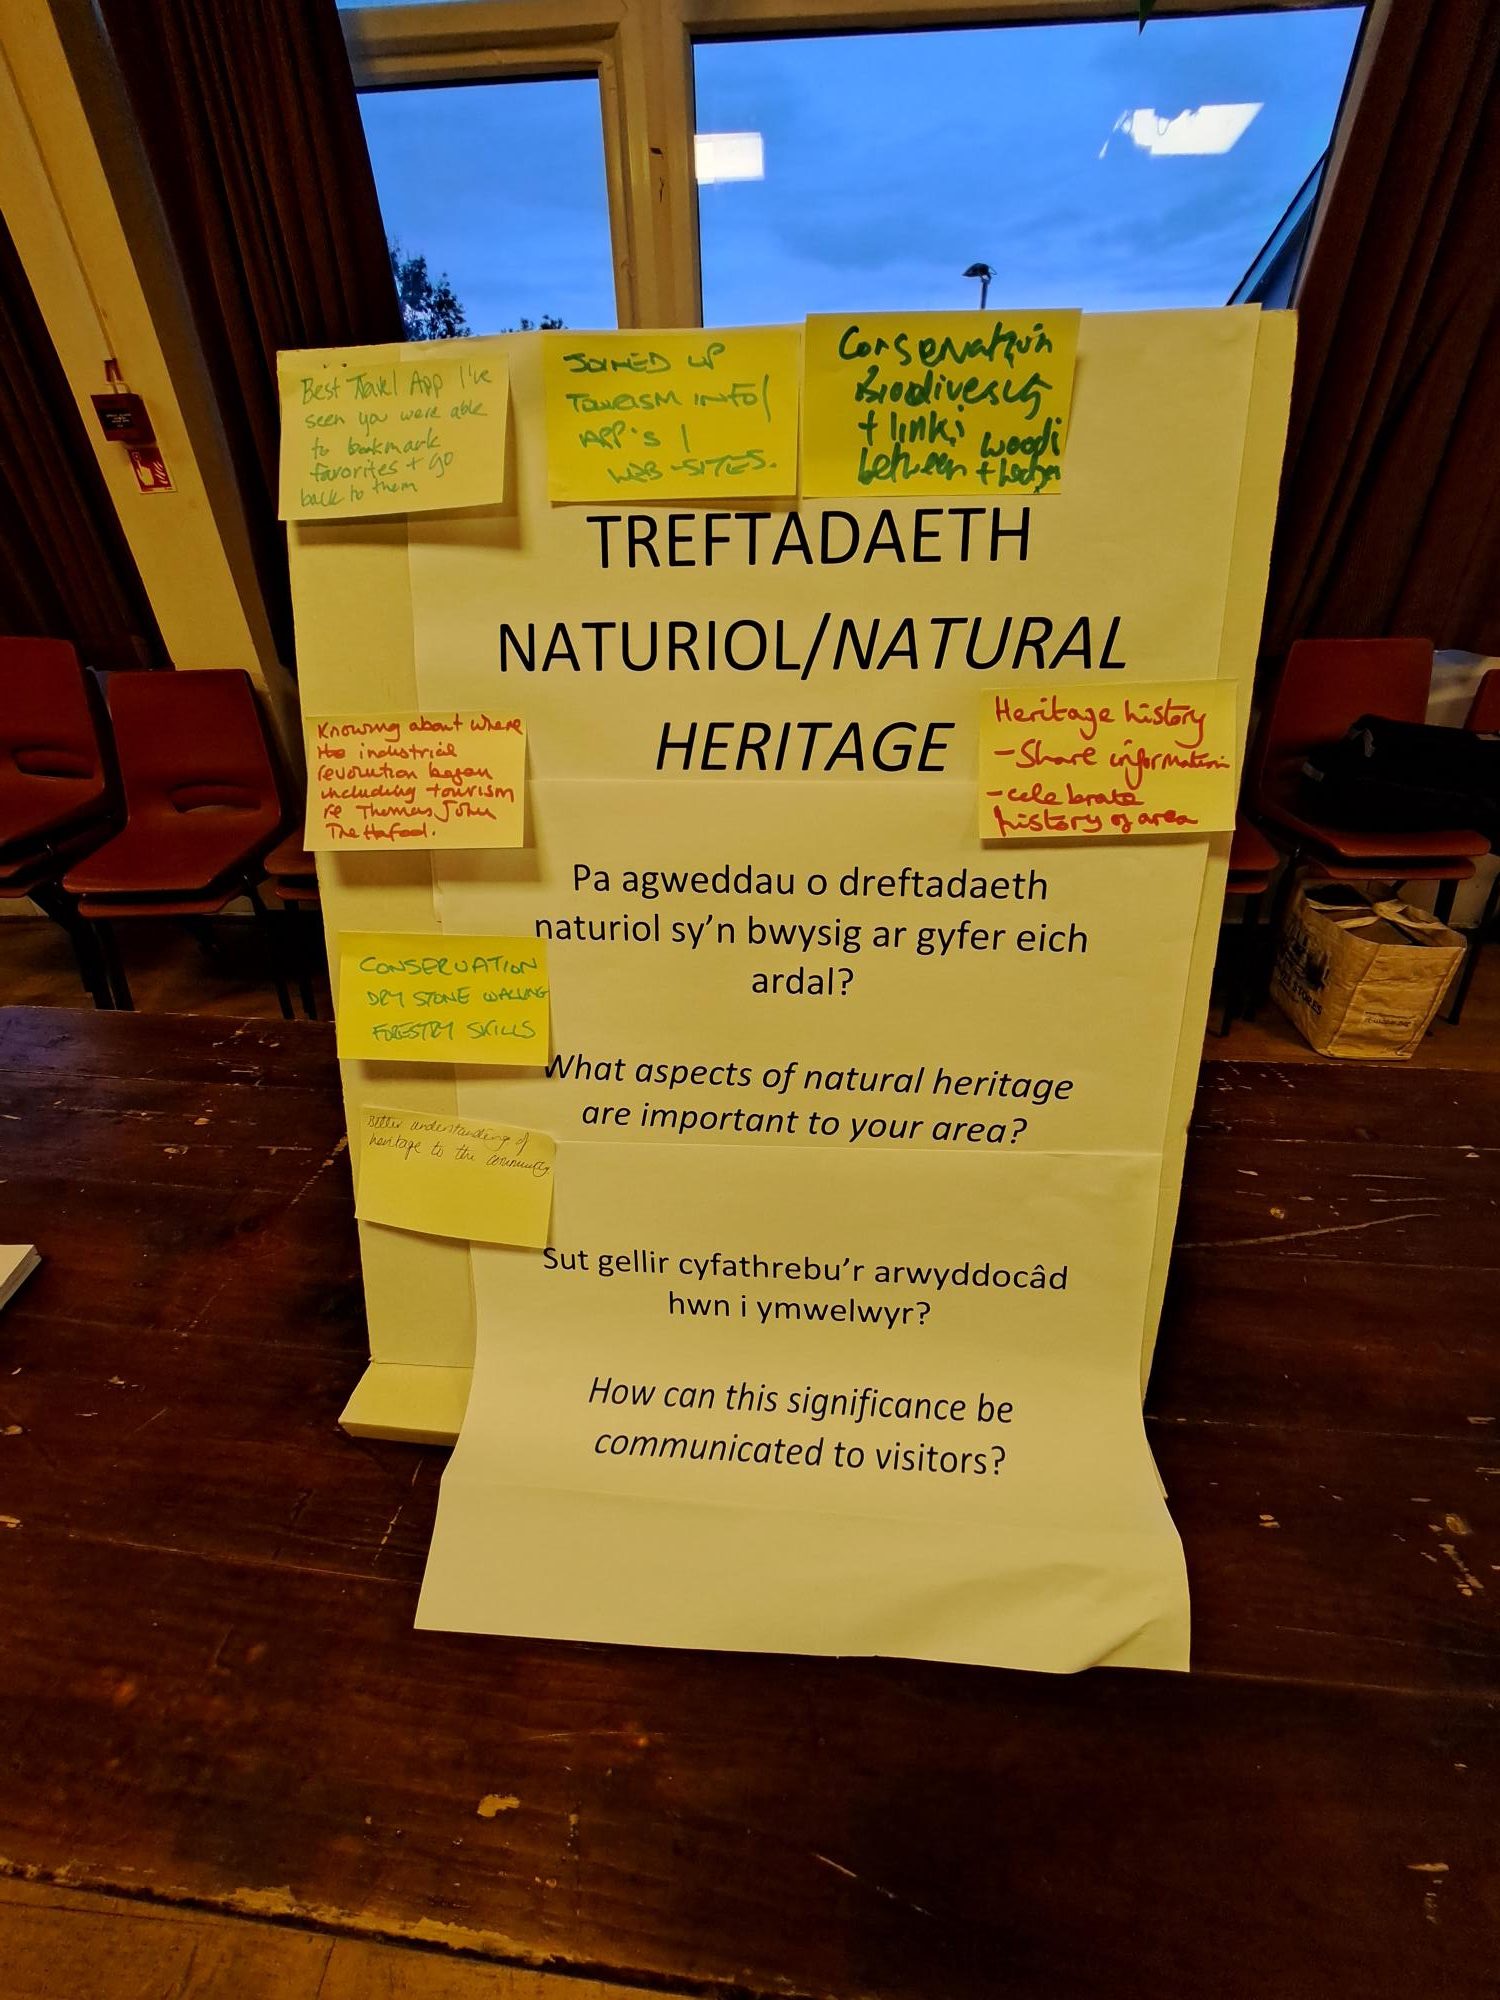 Best Travel App I've
seen you were able
to bookmark
favorites + go
back to them
JOINED UP
TOURISM INFO/
APP'S /
WEB-SITES.
Conservation
Biodiversity
+ links
between woods
+ hedges
TREFTADAETH
NATURIOL/NATURAL
HERITAGE
Knowing about where
the industrial
revolution began
including tourism
re Thomas John
The Hafod.
Heritage history
- Share information
- celebrate
history of area
Pa agweddau o dreftadaeth
naturiol sy'n bwysig ar gyfer eich
ardal?
CONSERVATION
DRY STONE WALLING
FORESTRY SKILLS
What aspects of natural heritage
are important to your area?
Better understanding of
heritage to the community.
Sut gellir cyfathrebu'r arwyddocâd
hwn i ymwelwyr?
How can this significance be
communicated to visitors?